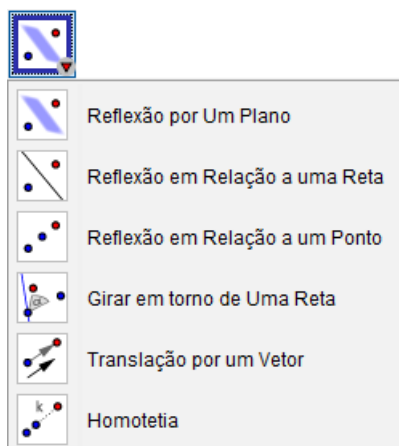 Reflexão por Um Plano
Reflexão em Relação a uma Reta
Reflexão em Relação a um Ponto
α
Girar em torno de Uma Reta
Translação por um Vetor
k
Homotetia